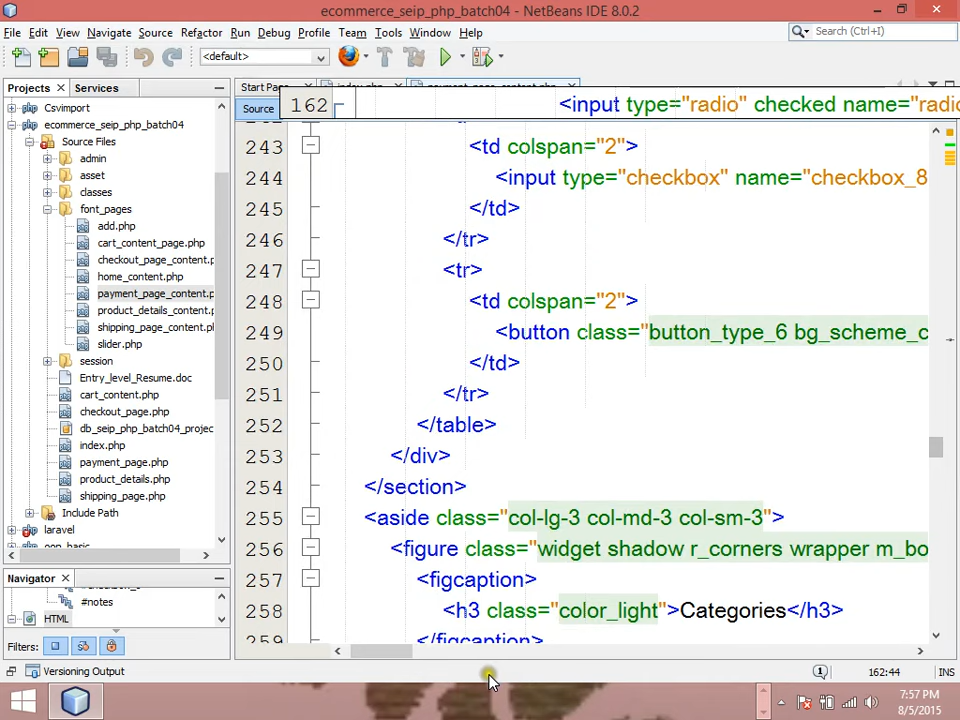 ecommerce_seip_php_batch04 - NetBeans IDE 8.0.2
File Edit View Navigate Source Refactor Run Debug Profile Team Tools Window Help
Search (Ctrl+I)
<default>
Projects
Services
Start Pa
Csvimport
ecommerce_seip_php_batch04
Source Files
admin
asset
classes
font_pages
add.php
cart_content_page.php
checkout_page_content.p
home_content.php
payment_page_content.p
product_details_content.p
shipping_page_content.pl
slider.php
session
Entry_level_Resume.doc
cart_content.php
checkout_page.php
db_seip_php_batch04_projec
index.php
payment_page.php
product_details.php
shipping_page.php
Include Path
laravel
Navigator
#notes
HTML
Filters:
Source
162 <input type="radio" checked name="radio
243 <td colspan="2">
244 <input type="checkbox" name="checkbox_8
245 </td>
246 </tr>
247 <tr>
248 <td colspan="2">
249 <button class="button_type_6 bg_scheme_c
250 </td>
251 </tr>
252 </table>
253 </div>
254 </section>
255 <aside class="col-lg-3 col-md-3 col-sm-3">
256 <figure class="widget shadow r_corners wrapper m_bo
257 <figcaption>
258 <h3 class="color_light">Categories</h3>
259 </figcaption>
Versioning Output
1
162:44
INS
7:57 PM
8/5/2015